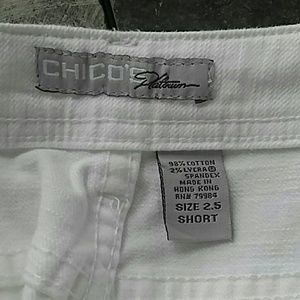 CHICO'S Platinum
98% COTTON
2% LYCRA®
SPANDEX
MADE IN
HONG KONG
RN# 79984
SIZE 2.5
SHORT